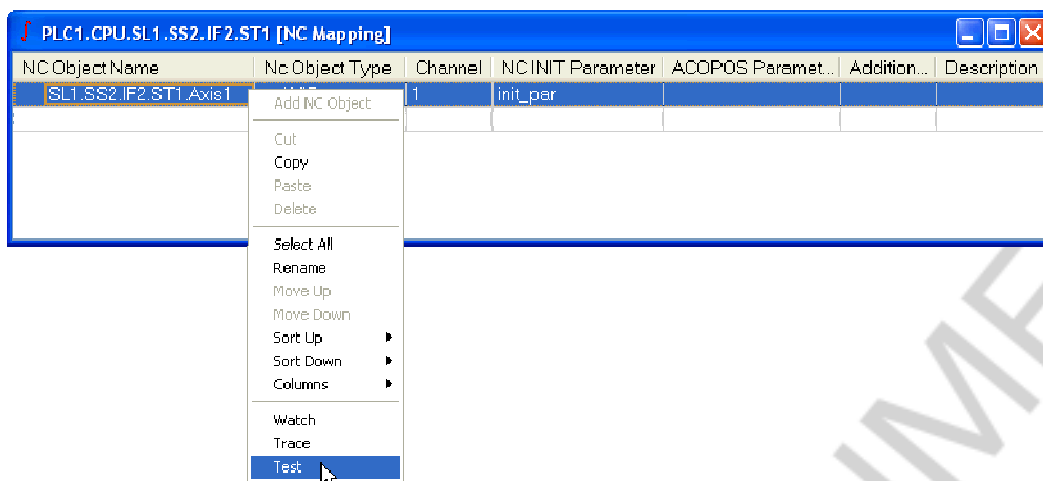 PLC1.CPU.SL1.SS2.IF2.ST1 [NC Mapping]
NC Object Name Nc Object Type Channel NC INIT Parameter ACOPOS Paramet... Addition... Description
SL1.SS2.IF2.ST1.Axis1 1 init_par
Add NC Object
Cut
Copy
Paste
Delete
Select All
Rename
Move Up
Move Down
Sort Up
Sort Down
Columns
Watch
Trace
Test